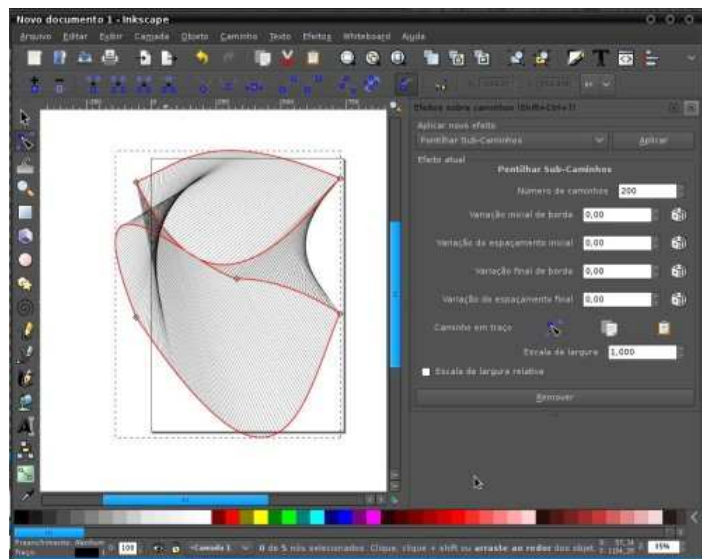 Novo documento 1 - Inkscape
Arquivo Editar Exibir Camada Objeto Caminho Texto Efeitos Whiteboard Ajuda
Efeitos sobre caminhos (Shift+Ctrl+7)
Aplicar novo efeito
Pontilhar Sub-Caminhos
Aplicar
Efeito atual
Pontilhar Sub-Caminhos
Número de caminhos 200
Variação inicial de borda 0,00
Variação do espaçamento inicial 0,00
Variação final de borda 0,00
Variação do espaçamento final 0,00
Caminho em traço
Escala de largura 1,000
Escala de largura relativa
Remover
Preenchimento: Nenhum
Traço:
O: 100
Camada 1
0 de 5 nós selecionados. Clique, clique + shift ou arraste ao redor dos objet
35%